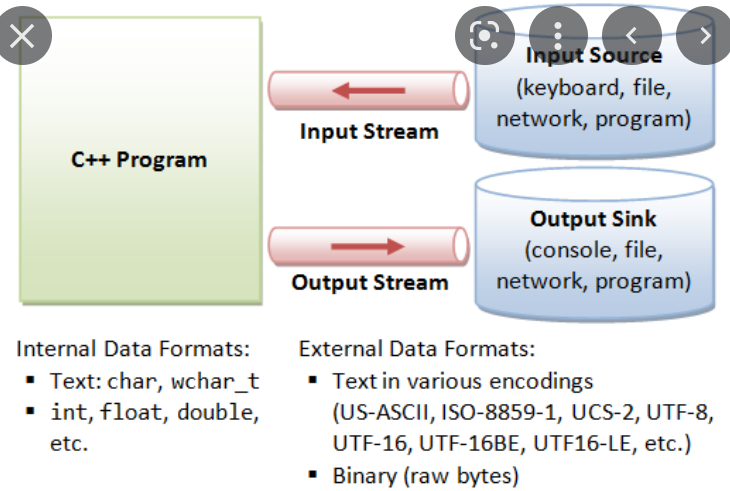 C++ Program
Input Stream
Input Source
(keyboard, file,
network, program)
Output Stream
Output Sink
(console, file,
network, program)
Internal Data Formats:
▪ Text: char, wchar_t
▪ int, float, double,
etc.
External Data Formats:
▪ Text in various encodings
(US-ASCII, ISO-8859-1, UCS-2, UTF-8,
UTF-16, UTF-16BE, UTF16-LE, etc.)
▪ Binary (raw bytes)